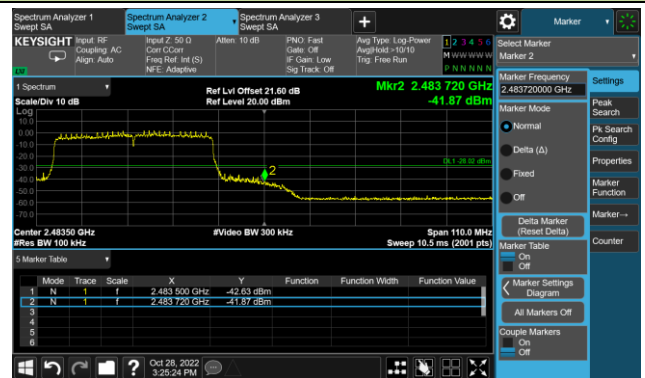 Spectrum Analyzer 1
Swept SA
Spectrum Analyzer 2
Swept SA
Spectrum Analyzer 3
Swept SA
Marker
KEYSIGHT
Input: RF
Coupling: AC
Align: Auto
Input Z: 50 Ω
Corr CCorr
Freq Ref: Int (S)
NFE: Adaptive
Atten: 10 dB
PNO: Fast
Gate: Off
IF Gain: Low
Sig Track: Off
Avg Type: Log-Power
Avg|Hold:>10/10
Trig: Free Run
1 2 3 4 5 6
M W W W W W
P N N N N N
LW
1 Spectrum
Scale/Div 10 dB
Ref Lvl Offset 21.60 dB
Ref Level 20.00 dBm
Mkr2 2.483 720 GHz
-41.87 dBm
Log
10.0
0.00
-10.0
-20.0
-30.0
-40.0
-50.0
-60.0
-70.0
DL1 -28.02 dBm
2
Center 2.48350 GHz
#Res BW 100 kHz
#Video BW 300 kHz
Span 110.0 MHz
Sweep 10.5 ms (2001 pts)
5 Marker Table
Mode Trace Scale X Y Function Function Width Function Value
1 N 1 f 2.483 500 GHz -42.63 dBm
2 N 1 f 2.483 720 GHz -41.87 dBm
3
4
5
6
Select Marker
Marker 2
Marker Frequency
2.483720000 GHz
Marker Mode
Normal
Delta (Δ)
Fixed
Off
Delta Marker
(Reset Delta)
Marker Table
On
Off
Marker Settings
Diagram
All Markers Off
Couple Markers
On
Off
Settings
Peak
Search
Pk Search
Config
Properties
Marker
Function
Marker→
Counter
?
Oct 28, 2022
3:25:24 PM